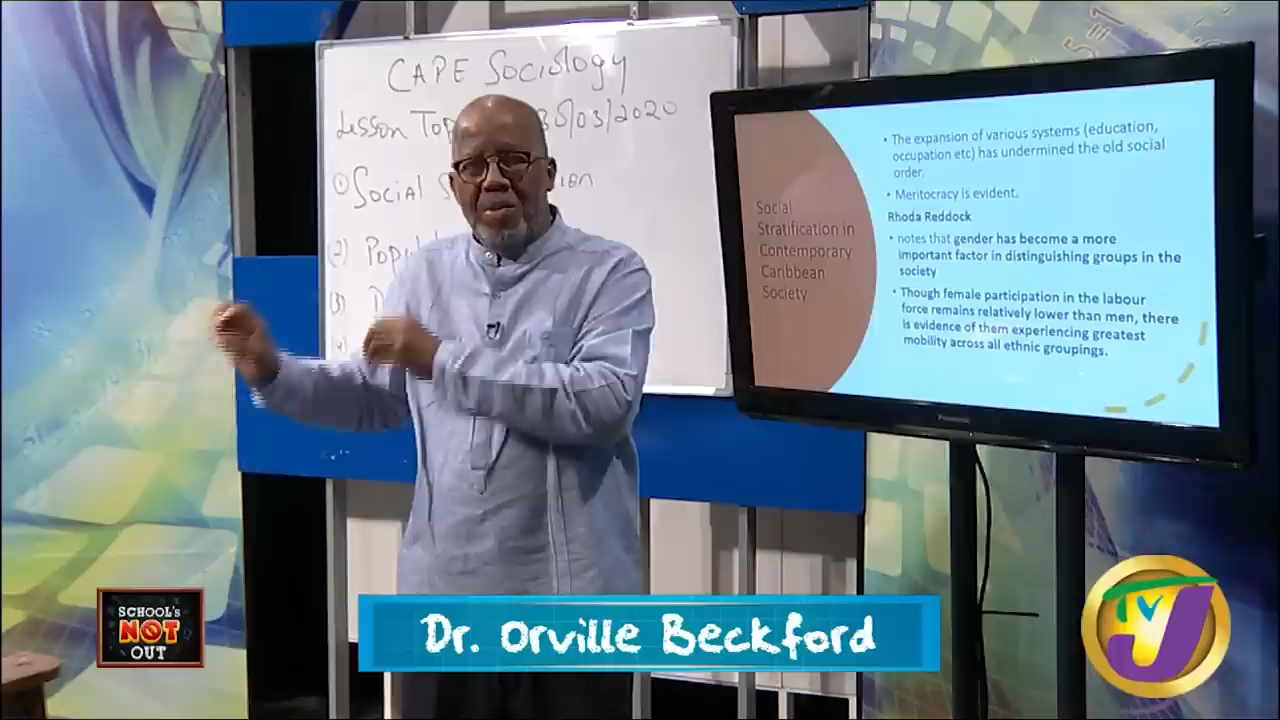 CAPE Sociology
Lesson 30/03/2020
(1) Social
(2)
(3)
Social
Stratification in
Contemporary
Caribbean
Society
• The expansion of various systems (education,
occupation etc) has undermined the old social
order.
• Meritocracy is evident.
Rhoda Reddock
• notes that gender has become a more
important factor in distinguishing groups in the
society
• Though female participation in the labour
force remains relatively lower than men, there
is evidence of them experiencing greatest
mobility across all ethnic groupings.
Panasonic
SCHOOL'S
NOT
OUT
Dr. Orville Beckford
TVJ